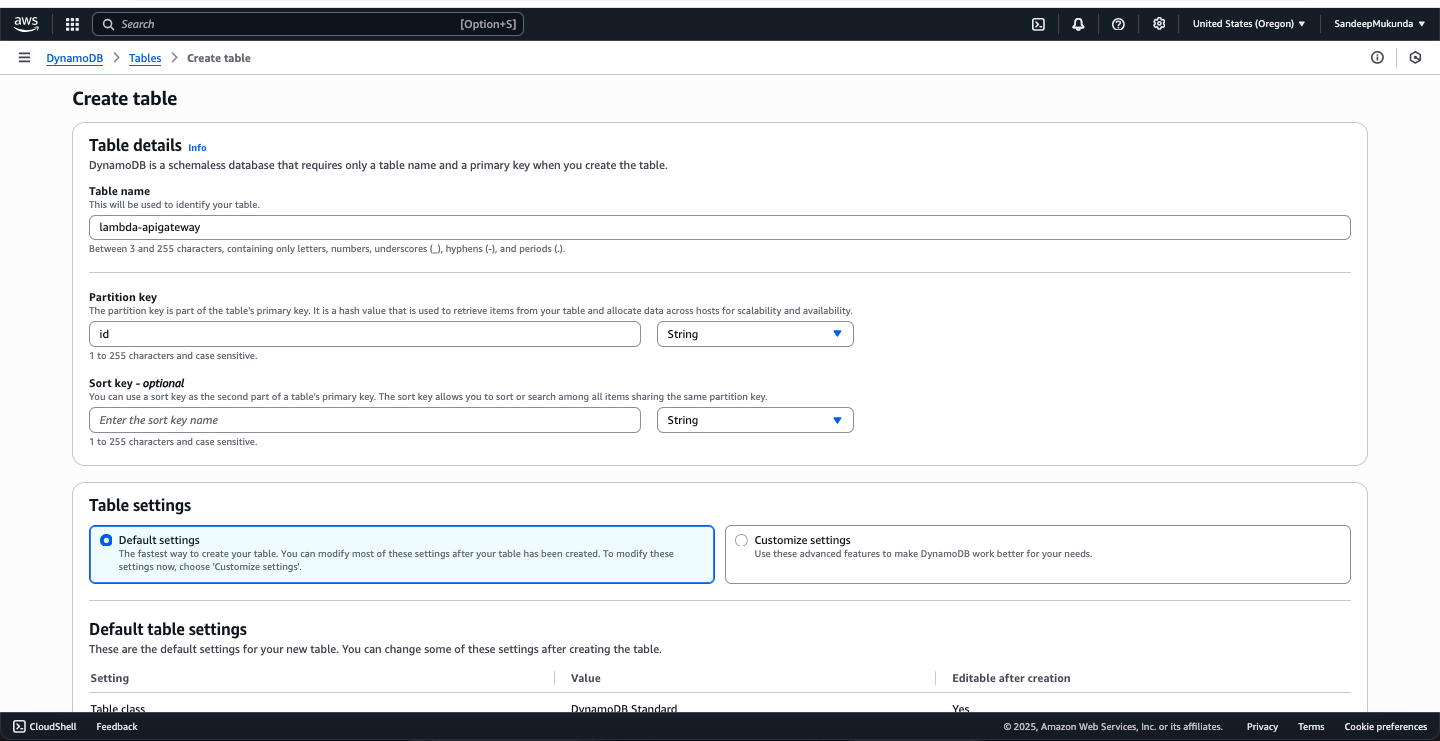 aws
Search [Option+S] United States (Oregon) SandeepMukunda
DynamoDB Tables Create table
Create table
Table details Info
DynamoDB is a schemaless database that requires only a table name and a primary key when you create the table.
Table name
This will be used to identify your table.
lambda-apigateway
Between 3 and 255 characters, containing only letters, numbers, underscores (_), hyphens (-), and periods (.).
Partition key
The partition key is part of the table's primary key. It is a hash value that is used to retrieve items from your table and allocate data across hosts for scalability and availability.
id String
1 to 255 characters and case sensitive.
Sort key - optional
You can use a sort key as the second part of a table's primary key. The sort key allows you to sort or search among all items sharing the same partition key.
Enter the sort key name String
1 to 255 characters and case sensitive.
Table settings
Default settings
The fastest way to create your table. You can modify most of these settings after your table has been created. To modify these
settings now, choose 'Customize settings'.
Customize settings
Use these advanced features to make DynamoDB work better for your needs.
Default table settings
These are the default settings for your new table. You can change some of these settings after creating the table.
Setting Value Editable after creation
Table class DynamoDB Standard Yes
CloudShell Feedback © 2025, Amazon Web Services, Inc. or its affiliates. Privacy Terms Cookie preferences